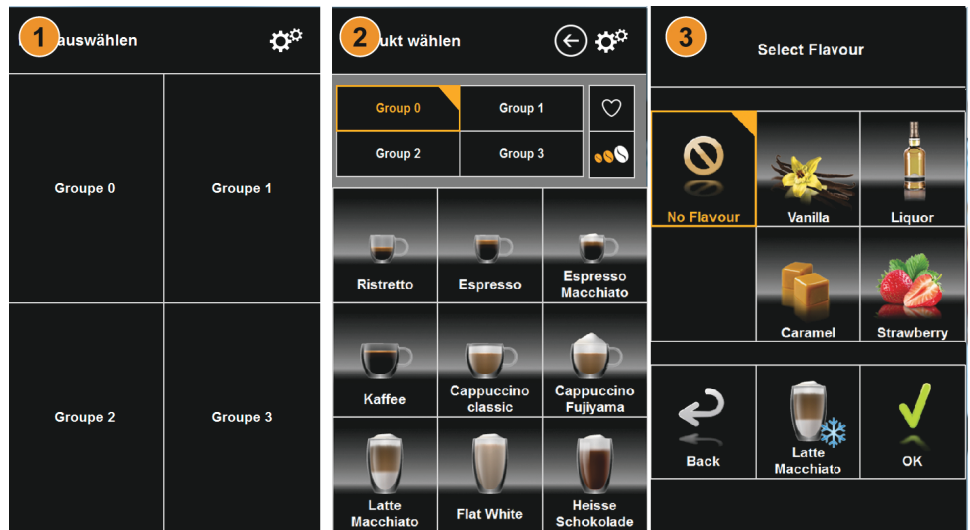 1
auswählen
Groupe 0
Groupe 1
Groupe 2
Groupe 3
2
ukt wählen
Group 0
Group 1
Group 2
Group 3
Ristretto
Espresso
Espresso
Macchiato
Kaffee
Cappuccino
classic
Cappuccino
Fujiyama
Latte
Macchiato
Flat White
Heisse
Schokolade
3
Select Flavour
No Flavour
Vanilla
Liquor
Caramel
Strawberry
Back
Latte
Macchiato
OK